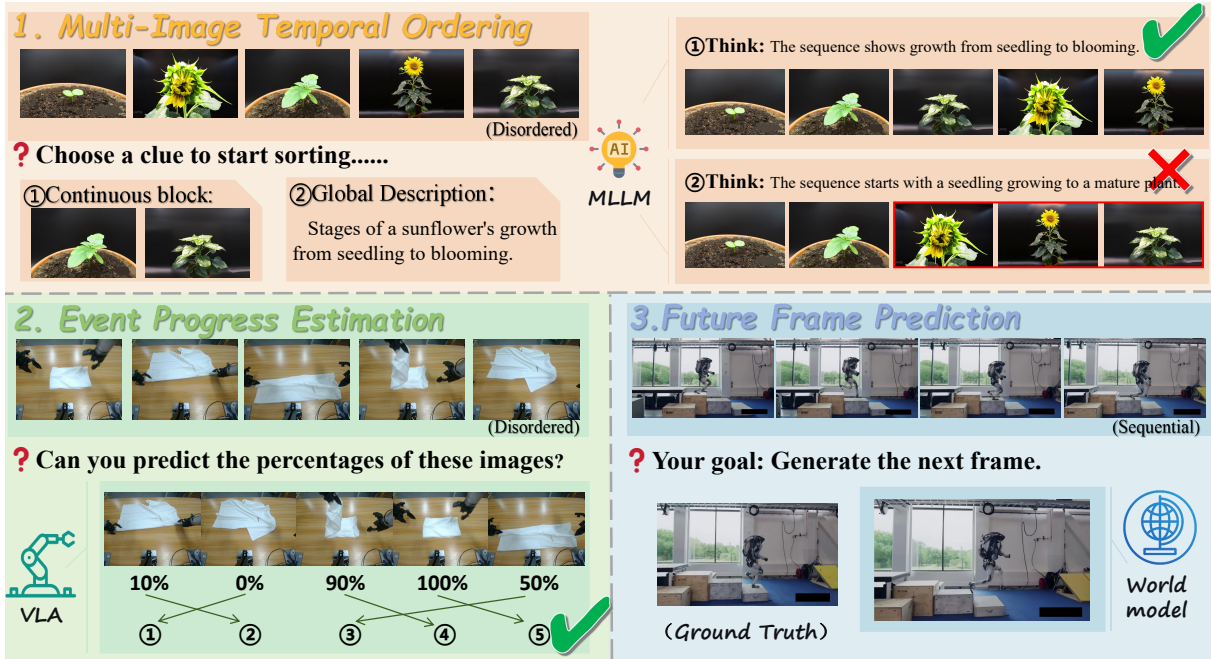 1. Multi-Image Temporal Ordering
(Disordered)
? Choose a clue to start sorting......
①Continuous block:
②Global Description:
Stages of a sunflower's growth
from seedling to blooming.
AI
MLLM
①Think: The sequence shows growth from seedling to blooming.
②Think: The sequence starts with a seedling growing to a mature plant.
2. Event Progress Estimation
(Disordered)
? Can you predict the percentages of these images?
VLA
10% 0% 90% 100% 50%
① ② ③ ④ ⑤
3.Future Frame Prediction
(Sequential)
? Your goal: Generate the next frame.
(Ground Truth)
World
model